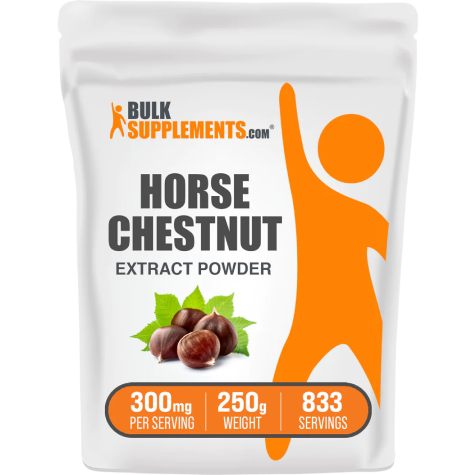 BULK
SUPPLEMENTS.COM®
HORSE
CHESTNUT
EXTRACT POWDER
300mg
PER SERVING
250g
WEIGHT
833
SERVINGS